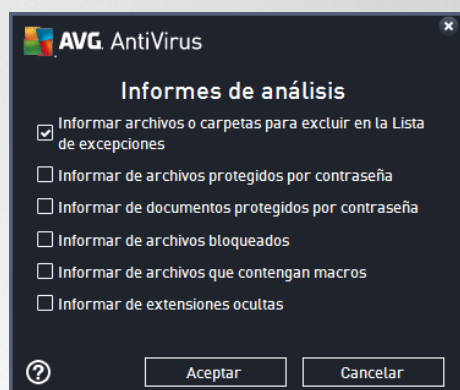 AVG. AntiVirus
Informes de análisis
Informar archivos o carpetas para excluir en la Lista
de excepciones
Informar de archivos protegidos por contraseña
Informar de documentos protegidos por contraseña
Informar de archivos bloqueados
Informar de archivos que contengan macros
Informar de extensiones ocultas
?
Aceptar
Cancelar